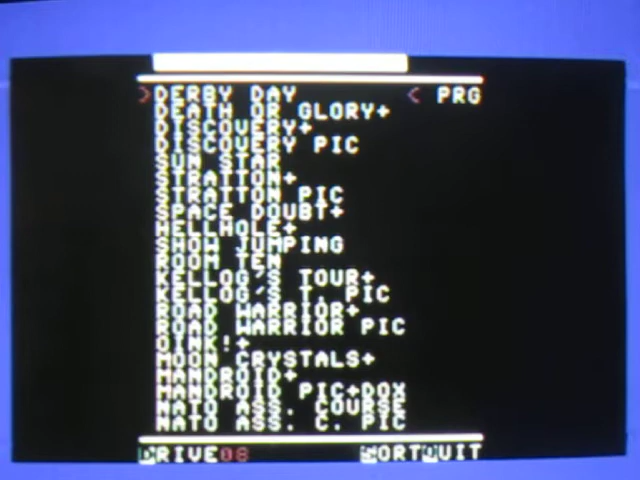 >DERBY DAY < PRG
DEATH OR GLORY+
DISCOVERY+
DISCOVERY PIC
SUN STAR
STRATTON+
STRATTON PIC
SPACE DOUBT+
HELLHOLE+
SHOW JUMPING
ROOM TEN
KELLOG'S TOUR+
KELLOG'S T. PIC
ROAD WARRIOR+
ROAD WARRIOR PIC
OINK!+
MOON CRYSTALS+
MANDROID+
MANDROID PIC+DOX
NATO ASS. COURSE
NATO ASS. C. PIC
DRIVE08 SORT QUIT